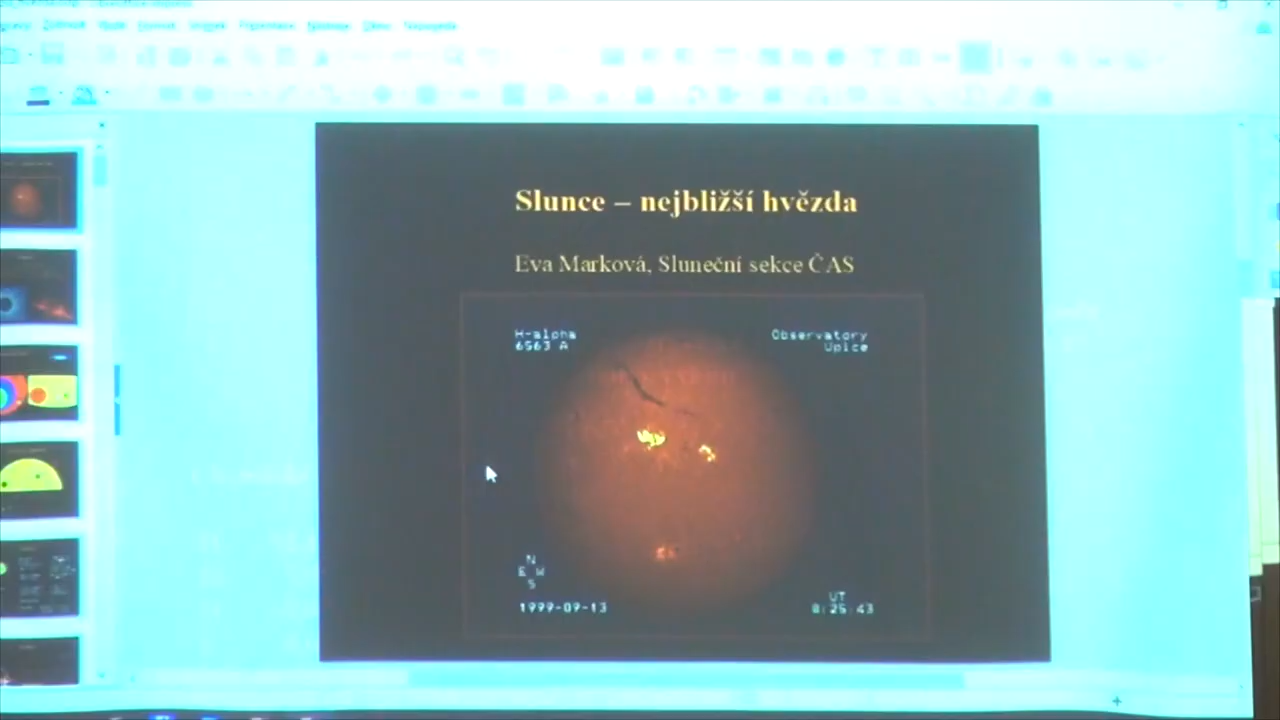 Slunce – nejbližší hvězda
Eva Marková, Sluneční sekce ČAS
H-alpha
6563 A
Observatory
Upice
N
E W
S
1999-09-13
UT
8:25:43